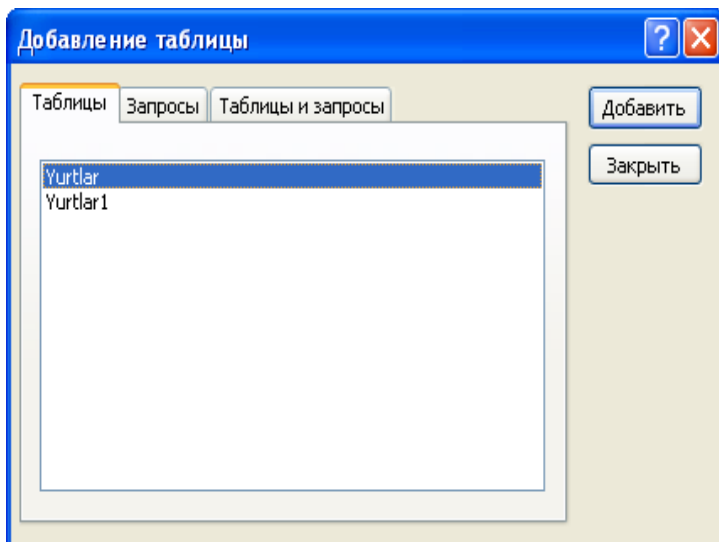 Добавление таблицы
Таблицы Запросы Таблицы и запросы
Добавить
Закрыть
Yurtlar
Yurtlar1